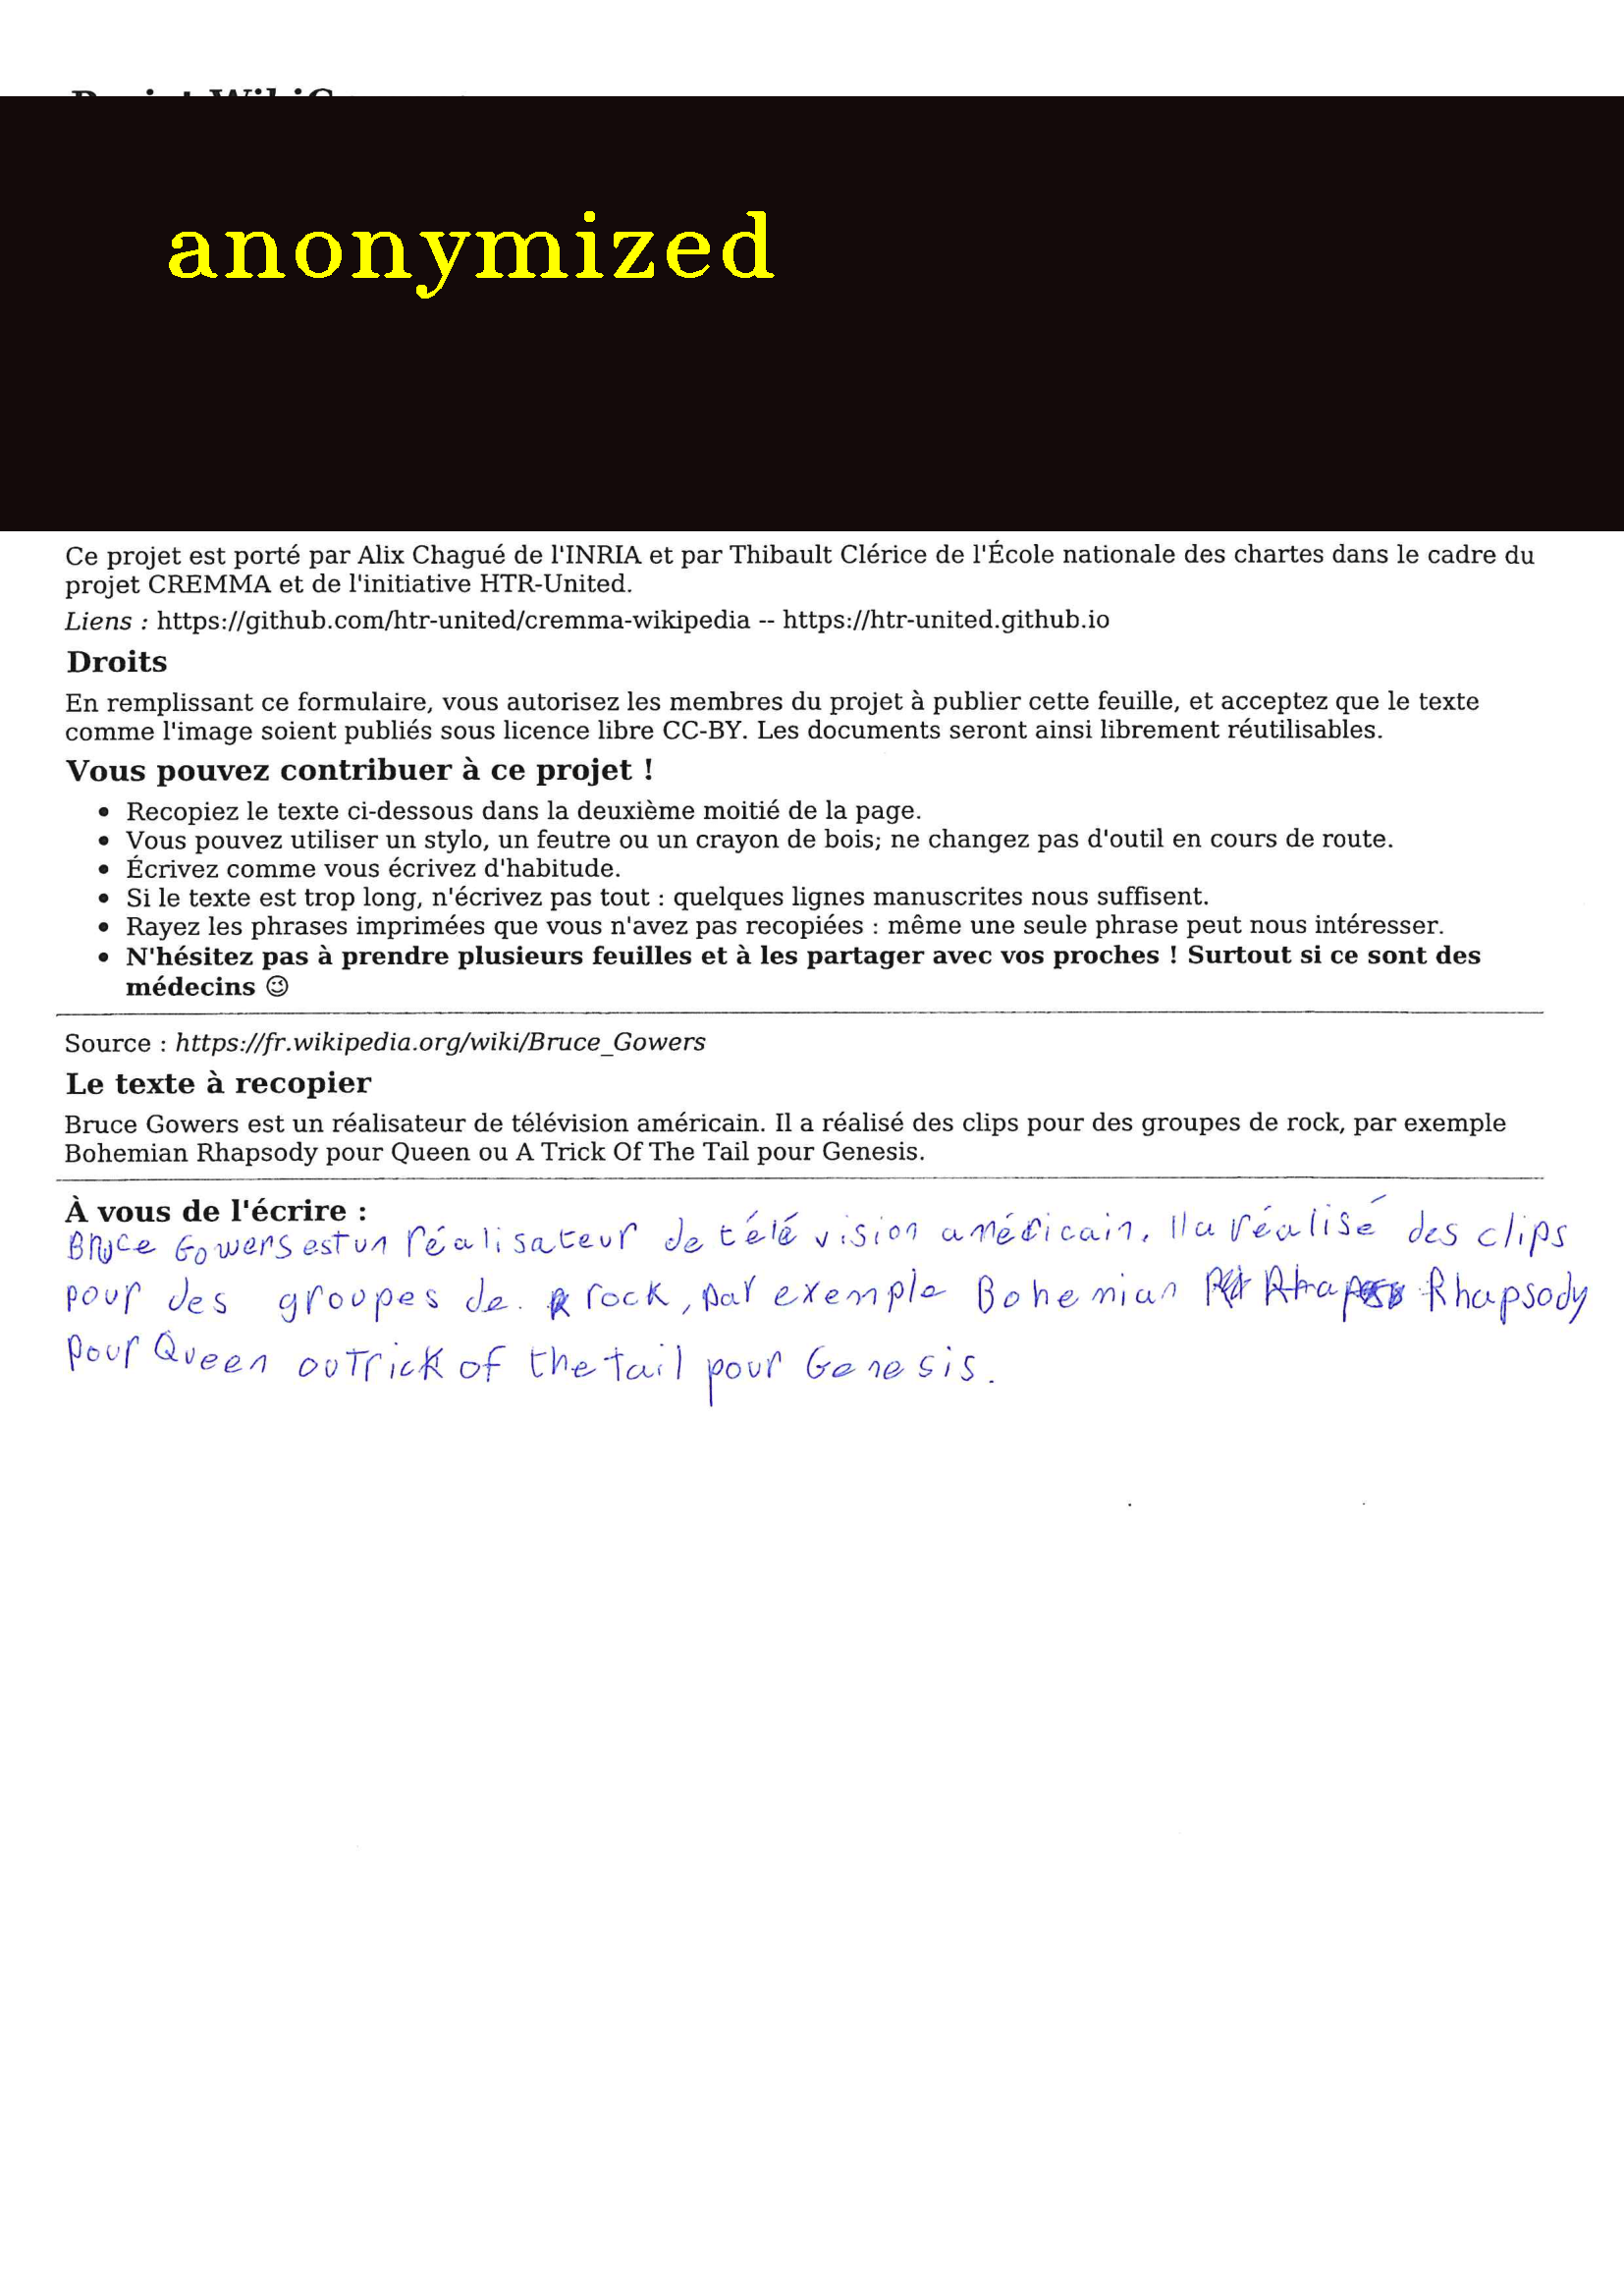 anonymized
Ce projet est porté par Alix Chagué de l'INRIA et par Thibault Clérice de l'École nationale des chartes dans le cadre du
projet CREMMA et de l'initiative HTR-United.
Liens : https://github.com/htr-united/cremma-wikipedia -- https://htr-united.github.io
Droits
En remplissant ce formulaire, vous autorisez les membres du projet à publier cette feuille, et acceptez que le texte
comme l'image soient publiés sous licence libre CC-BY. Les documents seront ainsi librement réutilisables.
Vous pouvez contribuer à ce projet !
• Recopiez le texte ci-dessous dans la deuxième moitié de la page.
• Vous pouvez utiliser un stylo, un feutre ou un crayon de bois; ne changez pas d'outil en cours de route.
• Écrivez comme vous écrivez d'habitude.
• Si le texte est trop long, n'écrivez pas tout : quelques lignes manuscrites nous suffisent.
• Rayez les phrases imprimées que vous n'avez pas recopiées : même une seule phrase peut nous intéresser.
• N'hésitez pas à prendre plusieurs feuilles et à les partager avec vos proches ! Surtout si ce sont des
médecins 😉
Source : https://fr.wikipedia.org/wiki/Bruce_Gowers
Le texte à recopier
Bruce Gowers est un réalisateur de télévision américain. Il a réalisé des clips pour des groupes de rock, par exemple
Bohemian Rhapsody pour Queen ou A Trick Of The Tail pour Genesis.
À vous de l'écrire :
Bruce Gowers est un réalisateur de télévision américain. Il a réalisé des clips
pour des groupes de. rock, par exemple Bohemian Rhapsody
pour Queen ou Trick of the tail pour Genesis.